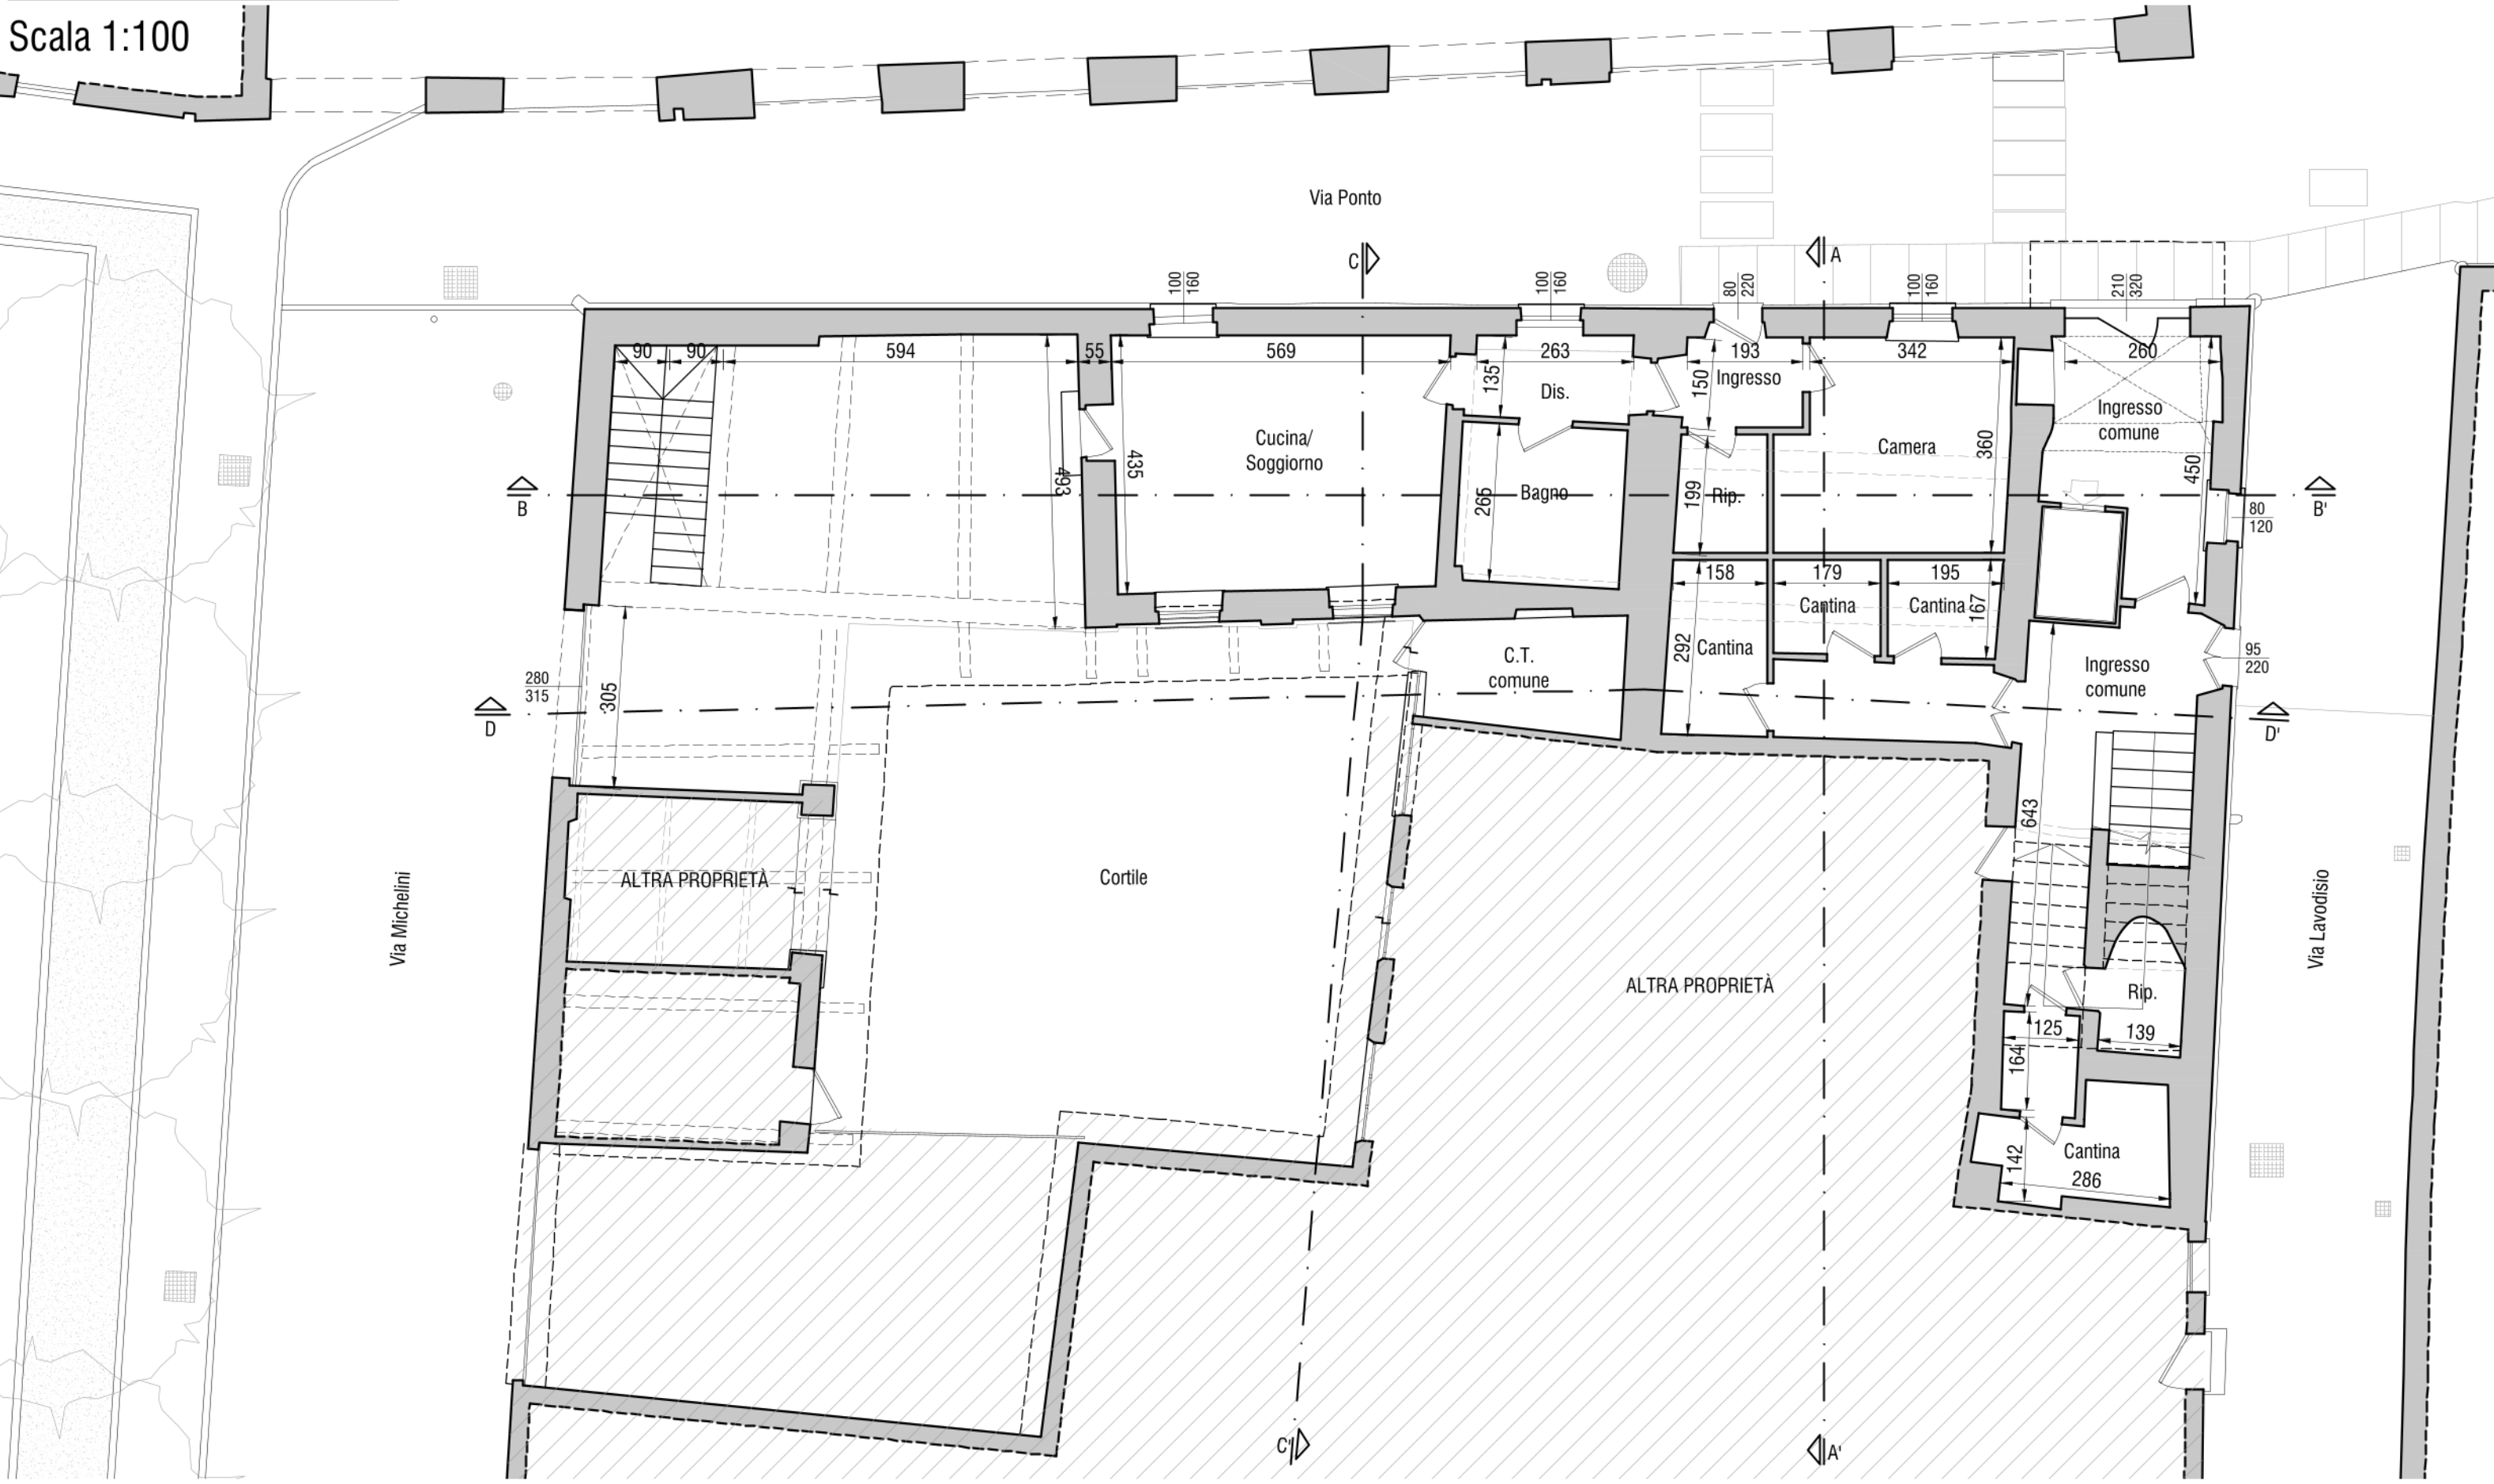 Scala 1:100
Via Ponto
C
A
100
160
100
160
80
220
100
160
210
320
90
90
594
55
569
263
193
342
260
135
150
Ingresso
Dis.
Ingresso
comune
Cucina/
Soggiorno
Camera
360
493
435
450
B
265
Bagno
199
Rip.
B'
80
120
158
179
195
Cantina
Cantina
167
292
Cantina
C.T.
comune
Ingresso
comune
95
220
280
315
305
D
D'
643
ALTRA PROPRIETÀ
Cortile
Via Michelini
Via Lavodisio
ALTRA PROPRIETÀ
Rip.
125
139
164
Cantina
142
286
C'
A'